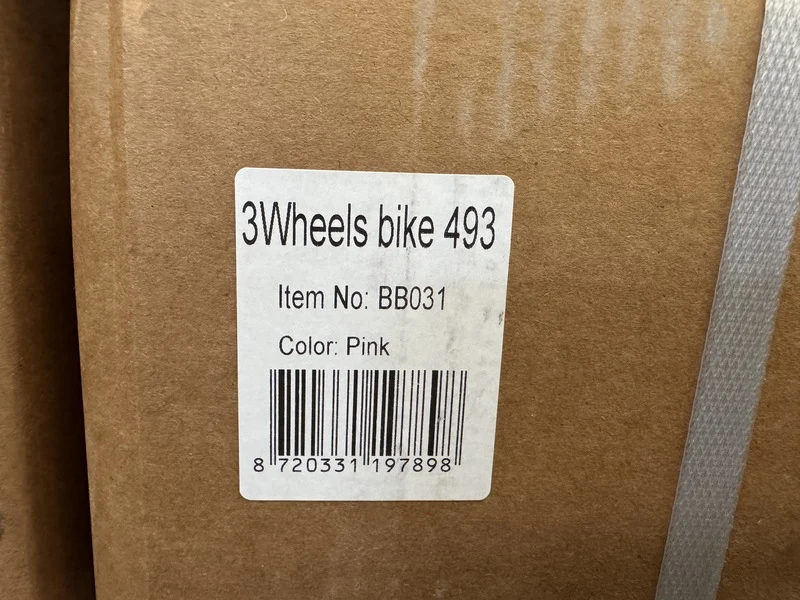 3Wheels bike 493
Item No: BB031
Color: Pink
8 720331 197898